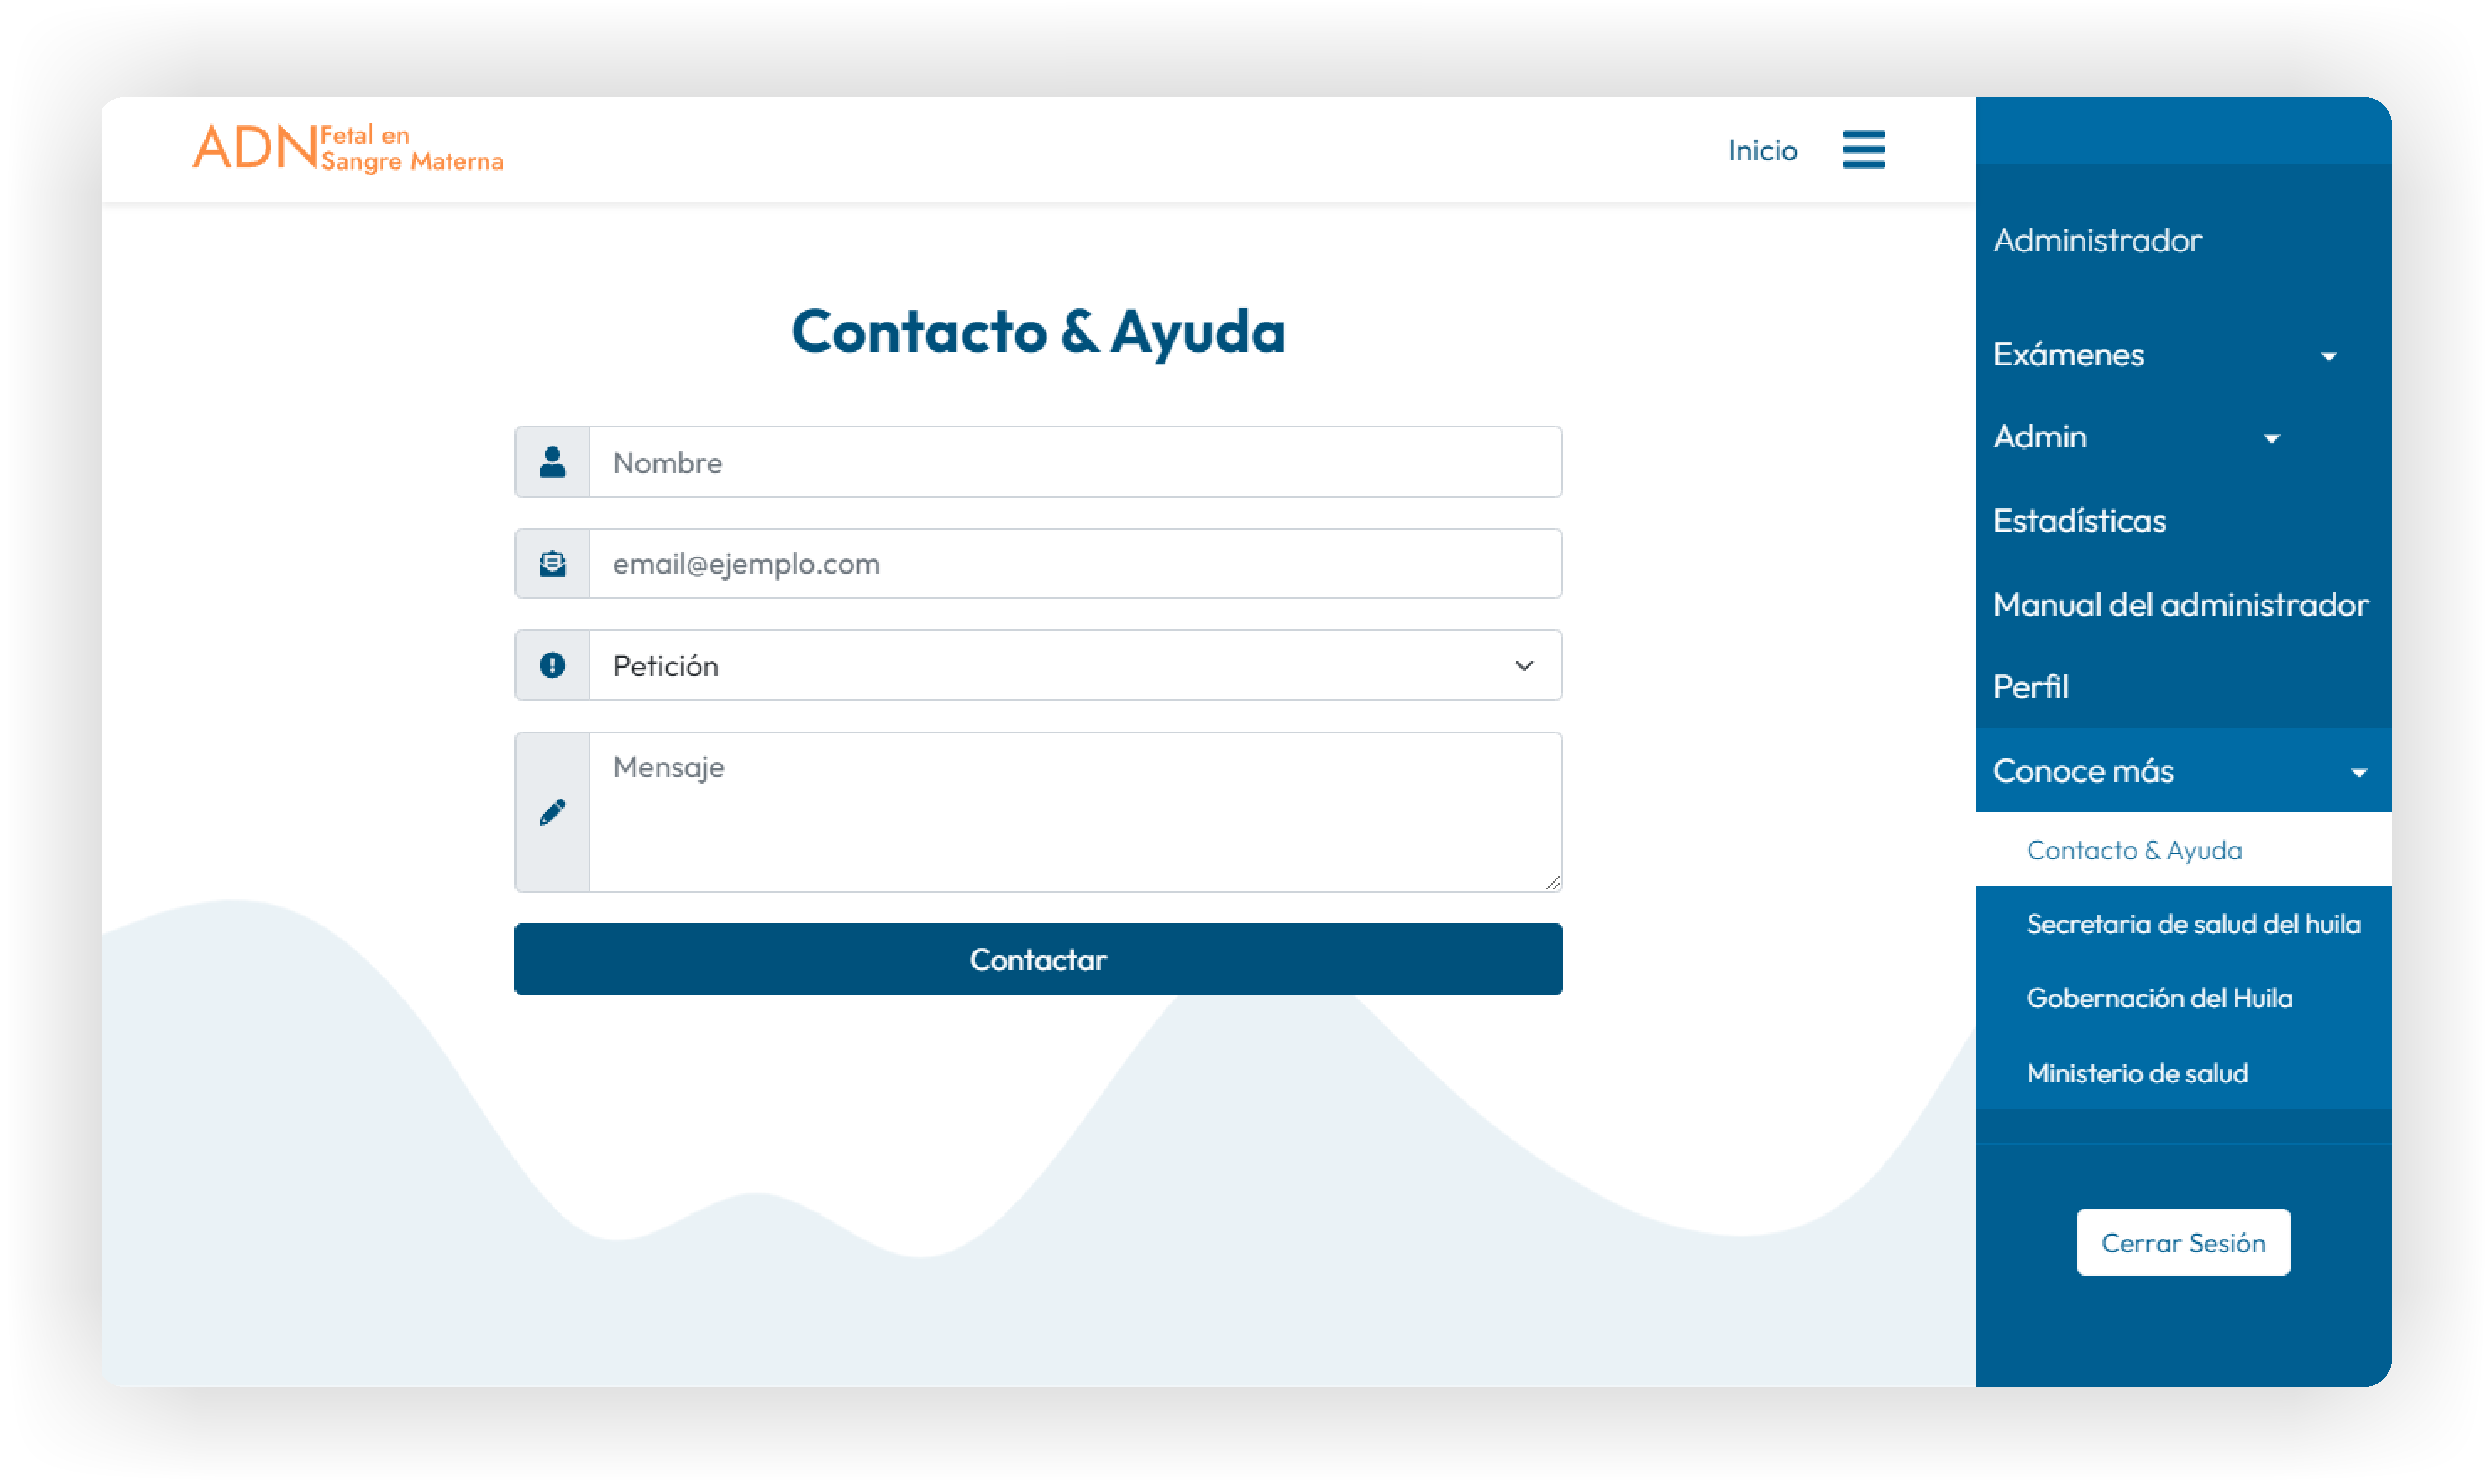 ADN Fetal en
Sangre Materna
Inicio
Contacto & Ayuda
Nombre
email@ejemplo.com
Petición
Mensaje
Contactar
Administrador
Exámenes
Admin
Estadísticas
Manual del administrador
Perfil
Conoce más
Contacto & Ayuda
Secretaria de salud del huila
Gobernación del Huila
Ministerio de salud
Cerrar Sesión